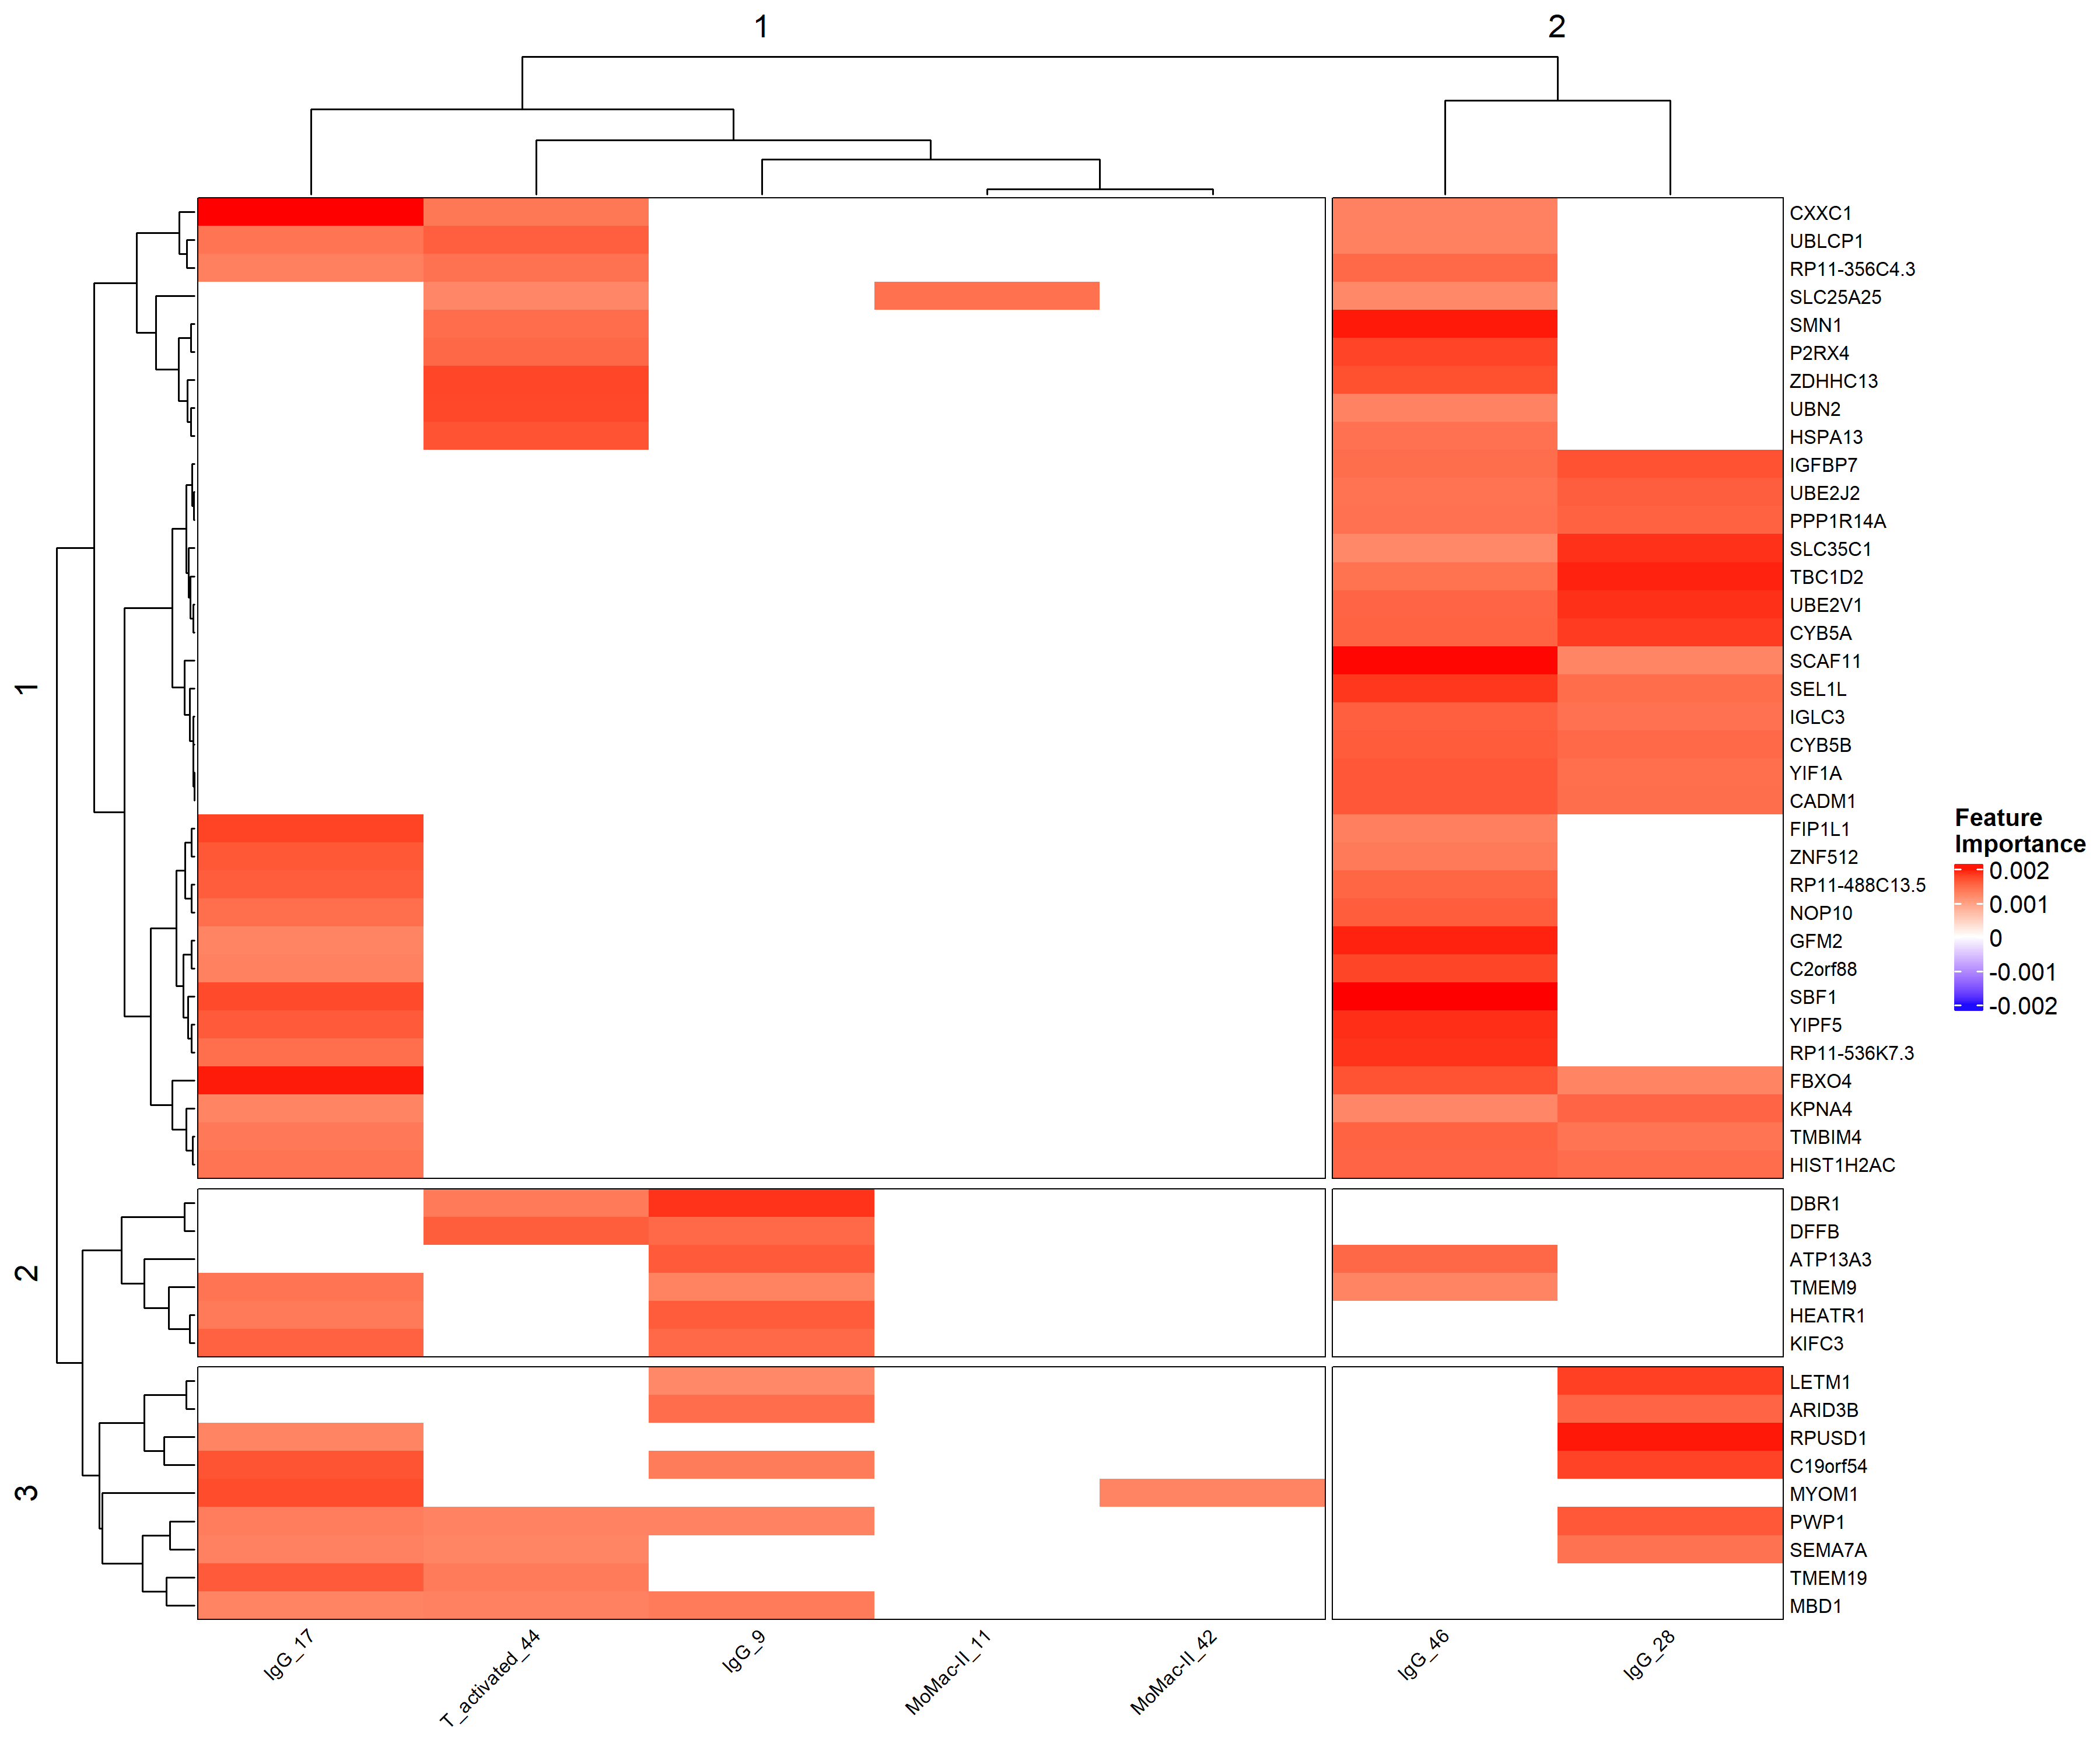 1
2
CXXC1
UBLCP1
RP11-356C4.3
SLC25A25
SMN1
P2RX4
ZDHHC13
UBN2
HSPA13
IGFBP7
UBE2J2
PPP1R14A
SLC35C1
TBC1D2
UBE2V1
CYB5A
SCAF11
SEL1L
IGLC3
CYB5B
YIF1A
CADM1
FIP1L1
ZNF512
RP11-488C13.5
NOP10
GFM2
C2orf88
SBF1
YIPF5
RP11-536K7.3
FBXO4
KPNA4
TMBIM4
HIST1H2AC
DBR1
DFFB
ATP13A3
TMEM9
HEATR1
KIFC3
LETM1
ARID3B
RPUSD1
C19orf54
MYOM1
PWP1
SEMA7A
TMEM19
MBD1
1
2
3
IgG_17
T_activated_44
IgG_9
MoMac-II_11
MoMac-II_42
IgG_46
IgG_28
Feature
Importance
0.002
0.001
0
-0.001
-0.002